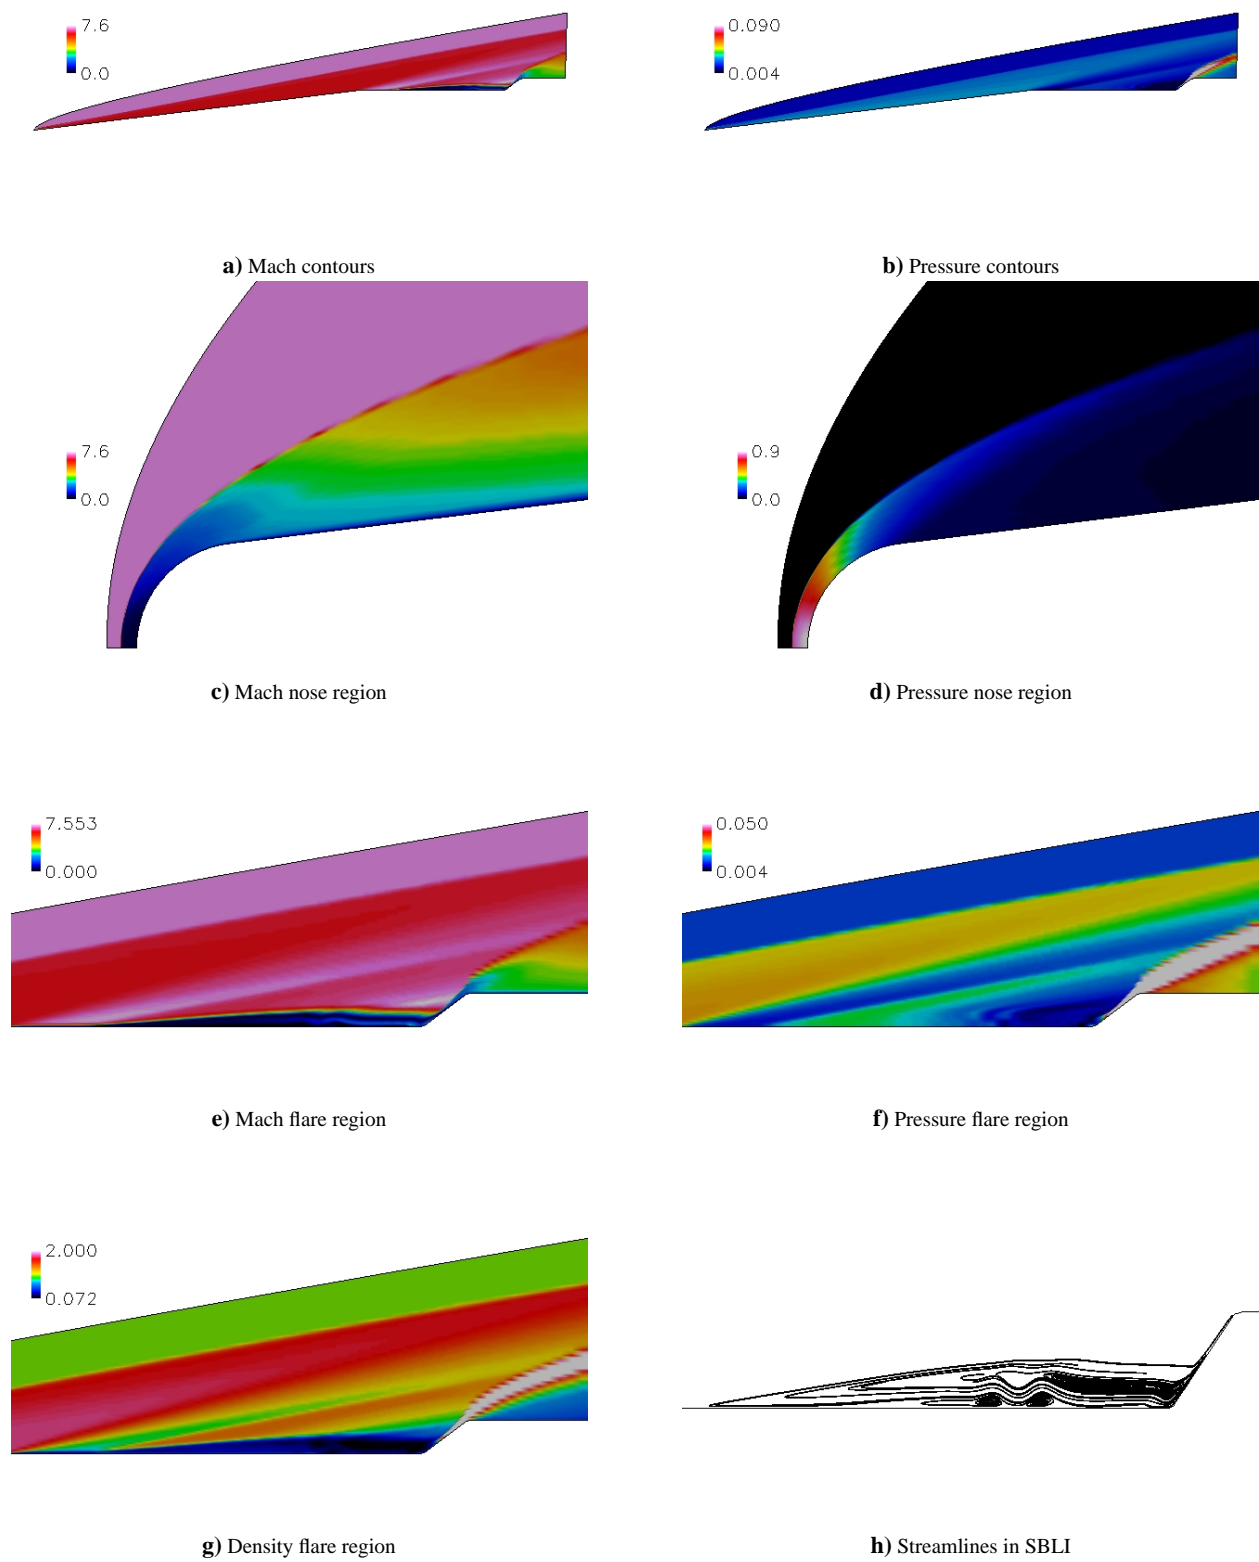 7.6
0.0
0.090
0.004
a) Mach contours
b) Pressure contours
7.6
0.0
0.9
0.0
c) Mach nose region
d) Pressure nose region
7.553
0.000
0.050
0.004
e) Mach flare region
f) Pressure flare region
2.000
0.072
g) Density flare region
h) Streamlines in SBLI